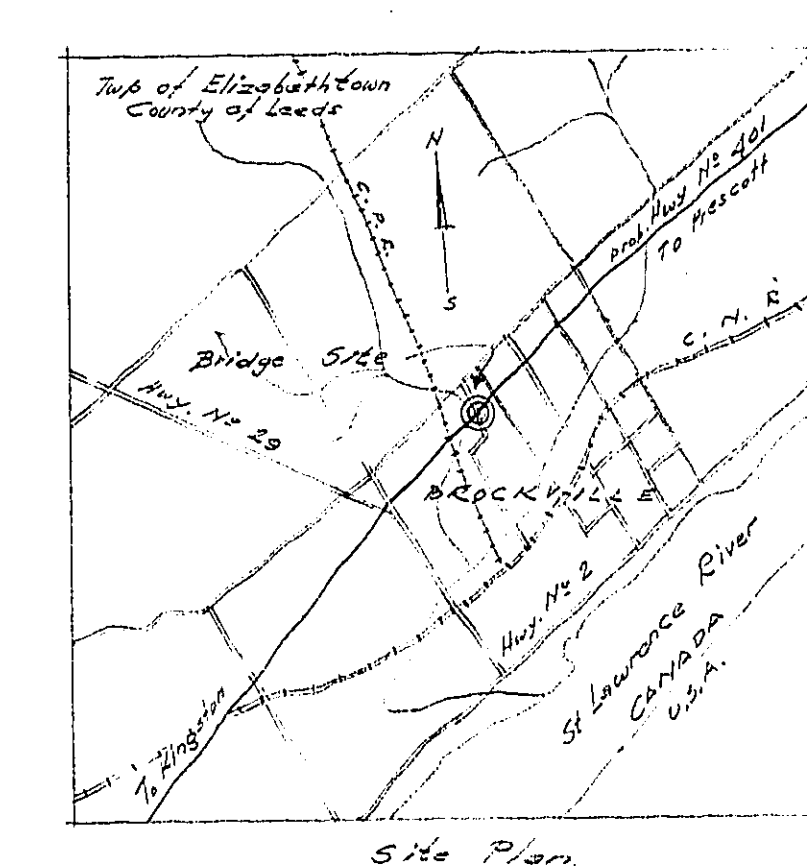 Twp of Elizabethtown
County of Leeds
N
S
C. P. R.
prop. Hwy No 401
To Prescott
C. N. R.
Bridge Site
Hwy. No 29
BROCKVILLE
Hwy. No 2
St Lawrence River
CANADA
U.S.A.
To Kingston
Site Plan